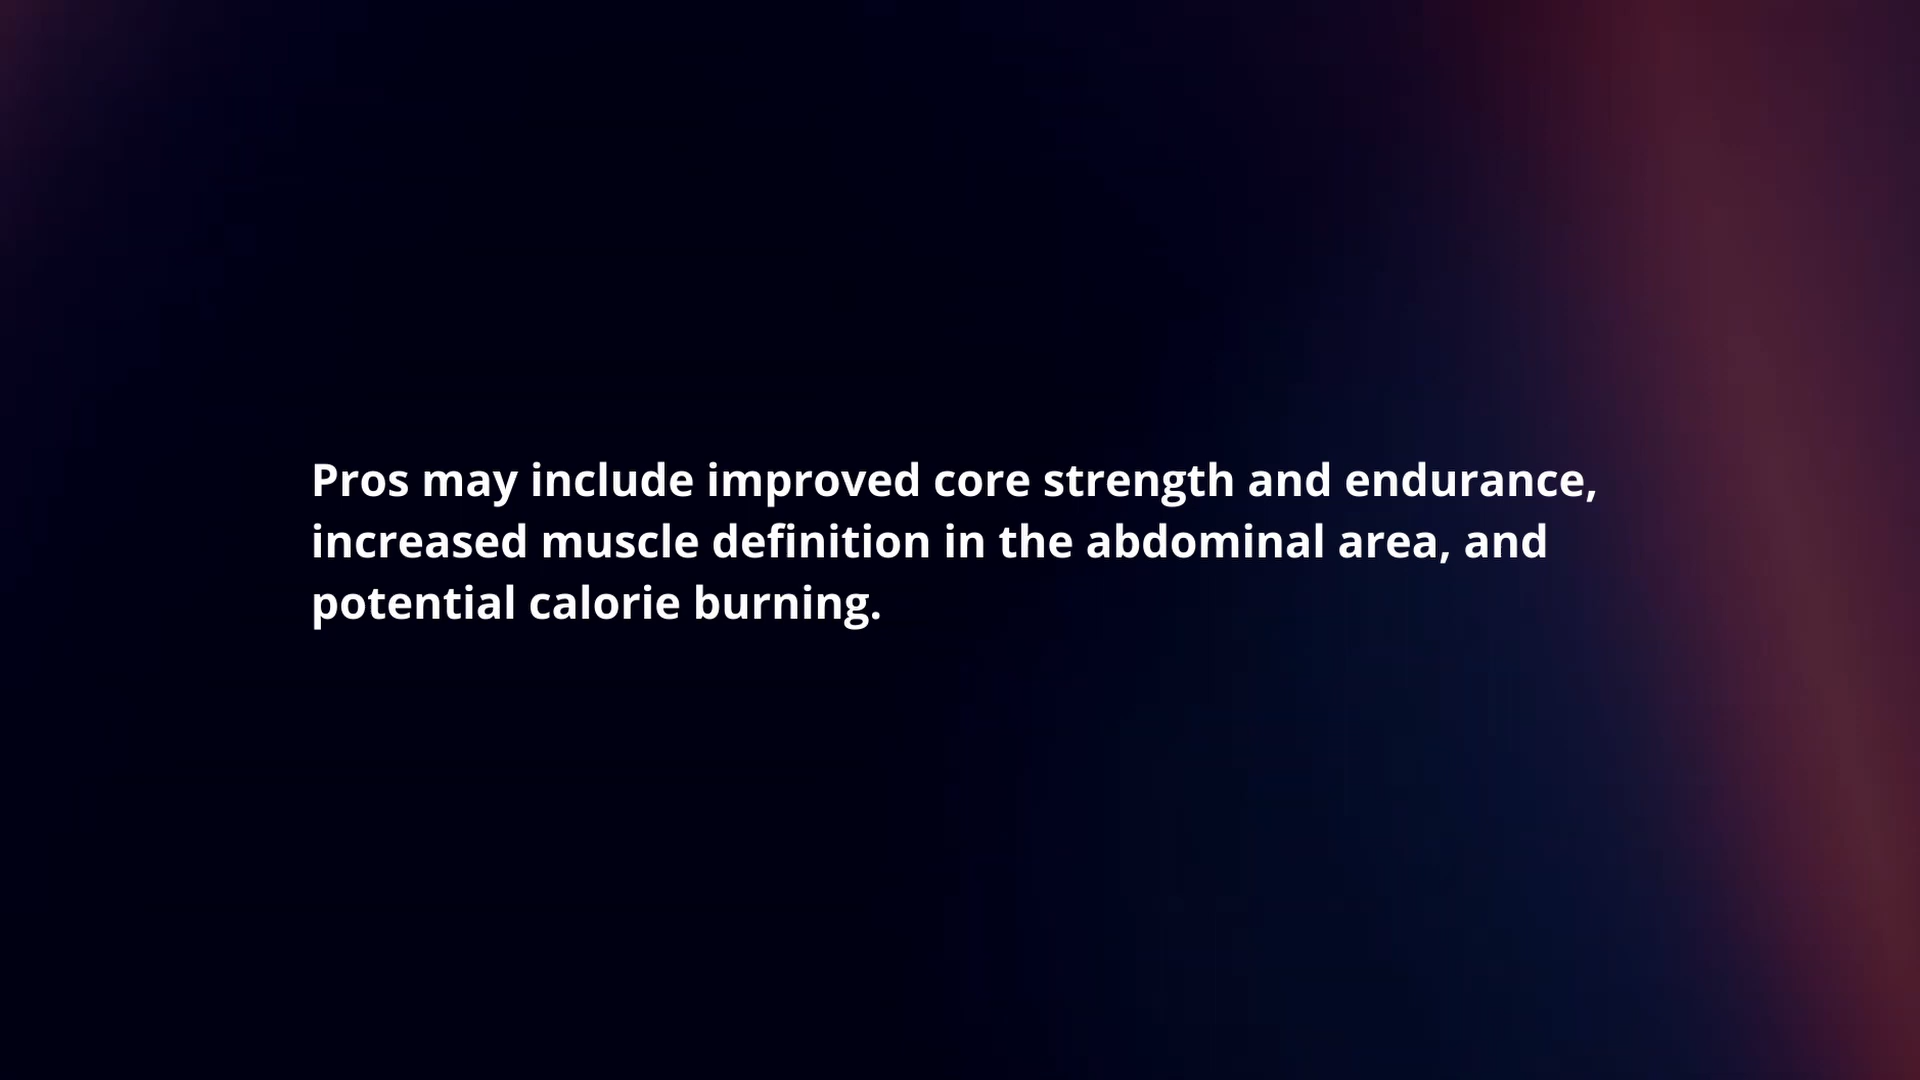 Pros may include improved core strength and endurance,
increased muscle definition in the abdominal area, and
potential calorie burning.